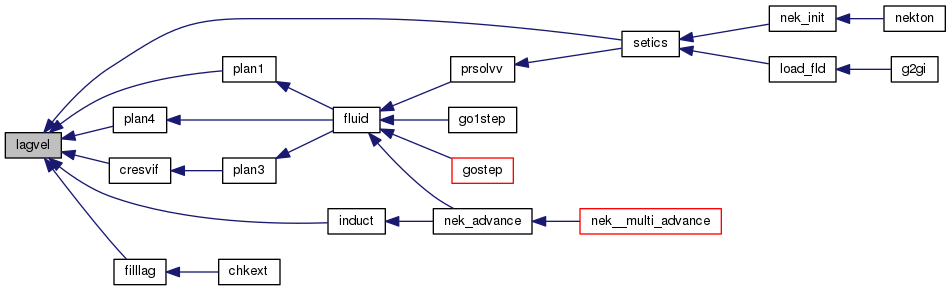 lagvel
setics
nek_init
nekton
load_fld
g2gi
plan1
prsolvv
plan4
fluid
go1step
cresvif
plan3
gostep
induct
nek_advance
nek__multi_advance
filllag
chkext